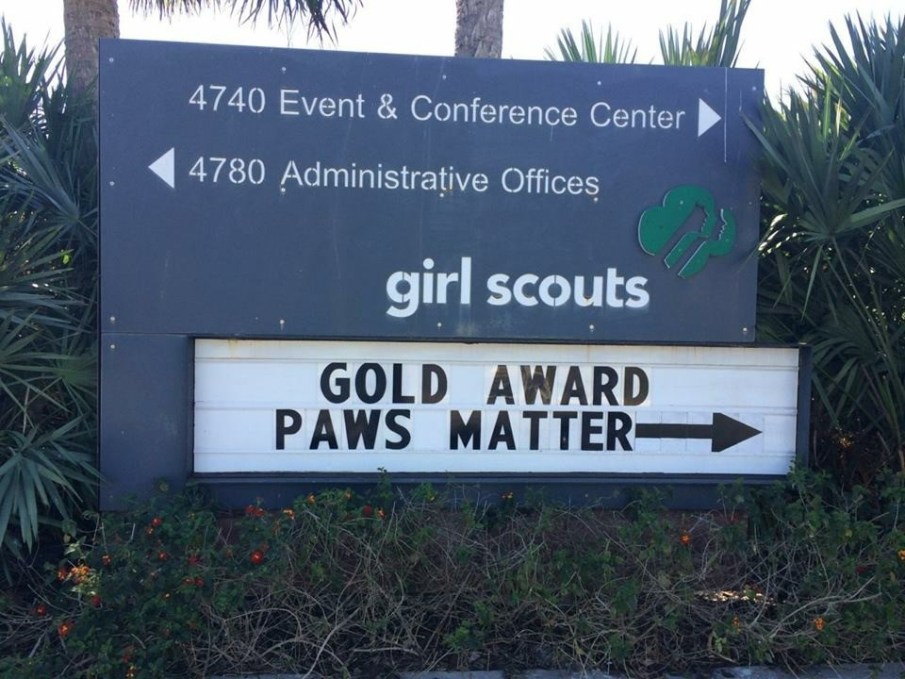 4740 Event & Conference Center
4780 Administrative Offices
girl scouts
GOLD AWARD
PAWS MATTER